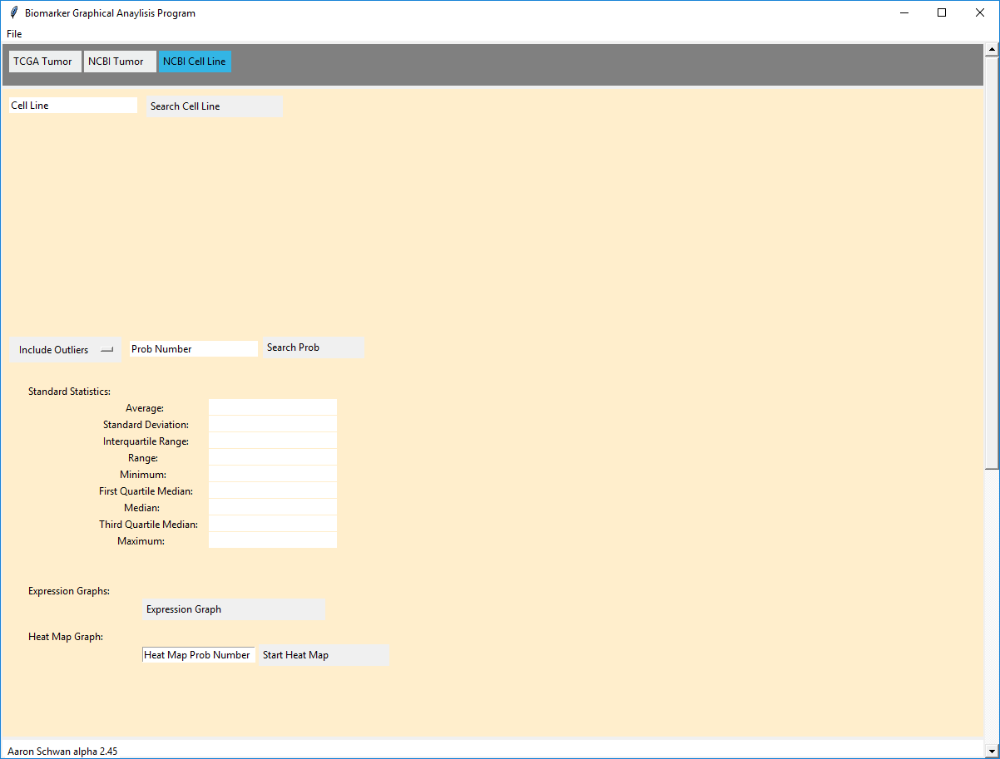 Biomarker Graphical Anaylisis Program
File
TCGA Tumor NCBI Tumor NCBI Cell Line
Cell Line Search Cell Line
Include Outliers Prob Number Search Prob
Standard Statistics:
Average:
Standard Deviation:
Interquartile Range:
Range:
Minimum:
First Quartile Median:
Median:
Third Quartile Median:
Maximum:
Expression Graphs:
Expression Graph
Heat Map Graph:
Heat Map Prob Number Start Heat Map
Aaron Schwan alpha 2.45